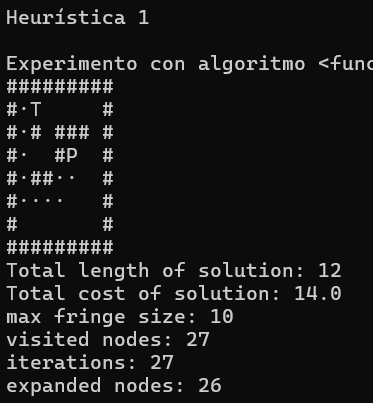 Heurística 1
Experimento con algoritmo <func
#########
#·T     #
#·# ### #
#·  #P  #
#·##··  #
#····   #
#       #
#########
Total length of solution: 12
Total cost of solution: 14.0
max fringe size: 10
visited nodes: 27
iterations: 27
expanded nodes: 26